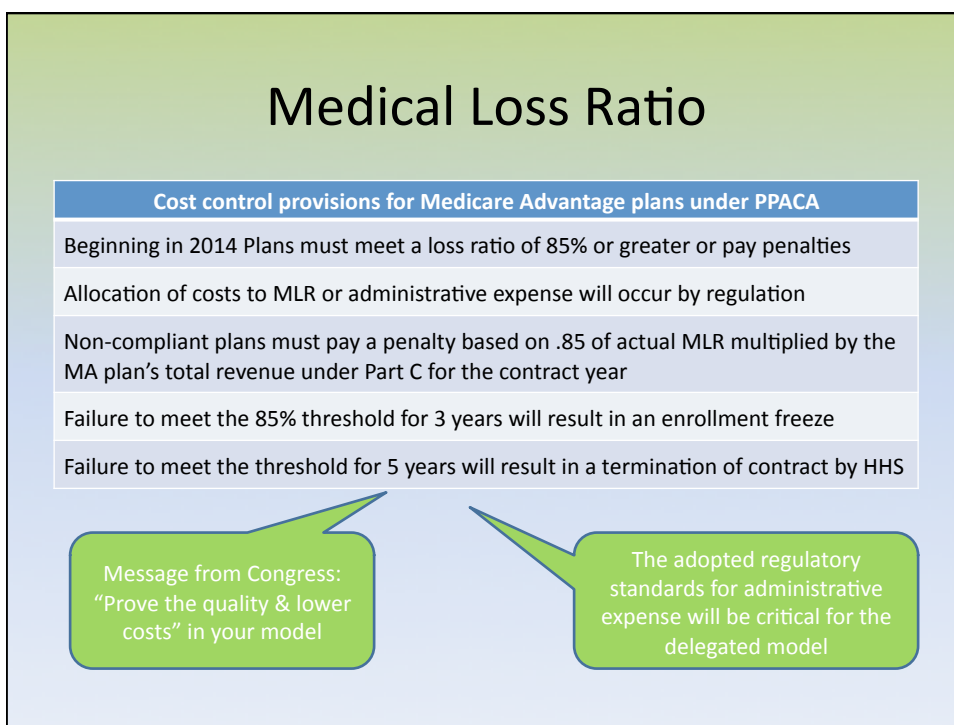 Medical Loss Ratio
Cost control provisions for Medicare Advantage plans under PPACA
Beginning in 2014 Plans must meet a loss ratio of 85% or greater or pay penalties
Allocation of costs to MLR or administrative expense will occur by regulation
Non-compliant plans must pay a penalty based on .85 of actual MLR multiplied by the
MA plan's total revenue under Part C for the contract year
Failure to meet the 85% threshold for 3 years will result in an enrollment freeze
Failure to meet the threshold for 5 years will result in a termination of contract by HHS
Message from Congress:
“Prove the quality & lower
costs” in your model
The adopted regulatory
standards for administrative
expense will be critical for the
delegated model